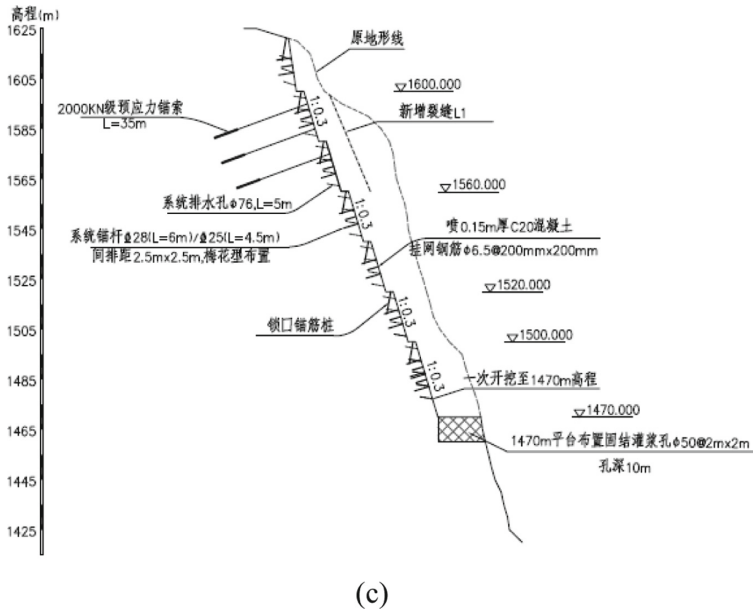 高程(m)
1625
原地形线
1605
1600.000
2000KN级预应力锚索
L=35m
1:0.3
新增裂缝L1
1585
1565
1560.000
系统排水孔ϕ76,L=5m
1:0.3
喷0.15m厚C20混凝土
系统锚杆Φ28(L=6m)/Φ25(L=4.5m)
间排距2.5mx2.5m,梅花型布置
挂网钢筋ϕ6.5@200mmx200mm
1545
1525
1520.000
锁口锚筋桩
1:0.3
1505
1500.000
1:0.3
一次开挖至1470m高程
1485
1470.000
1465
1470m平台布置固结灌浆孔ϕ50@2mx2m
孔深10m
1445
1425
(c)